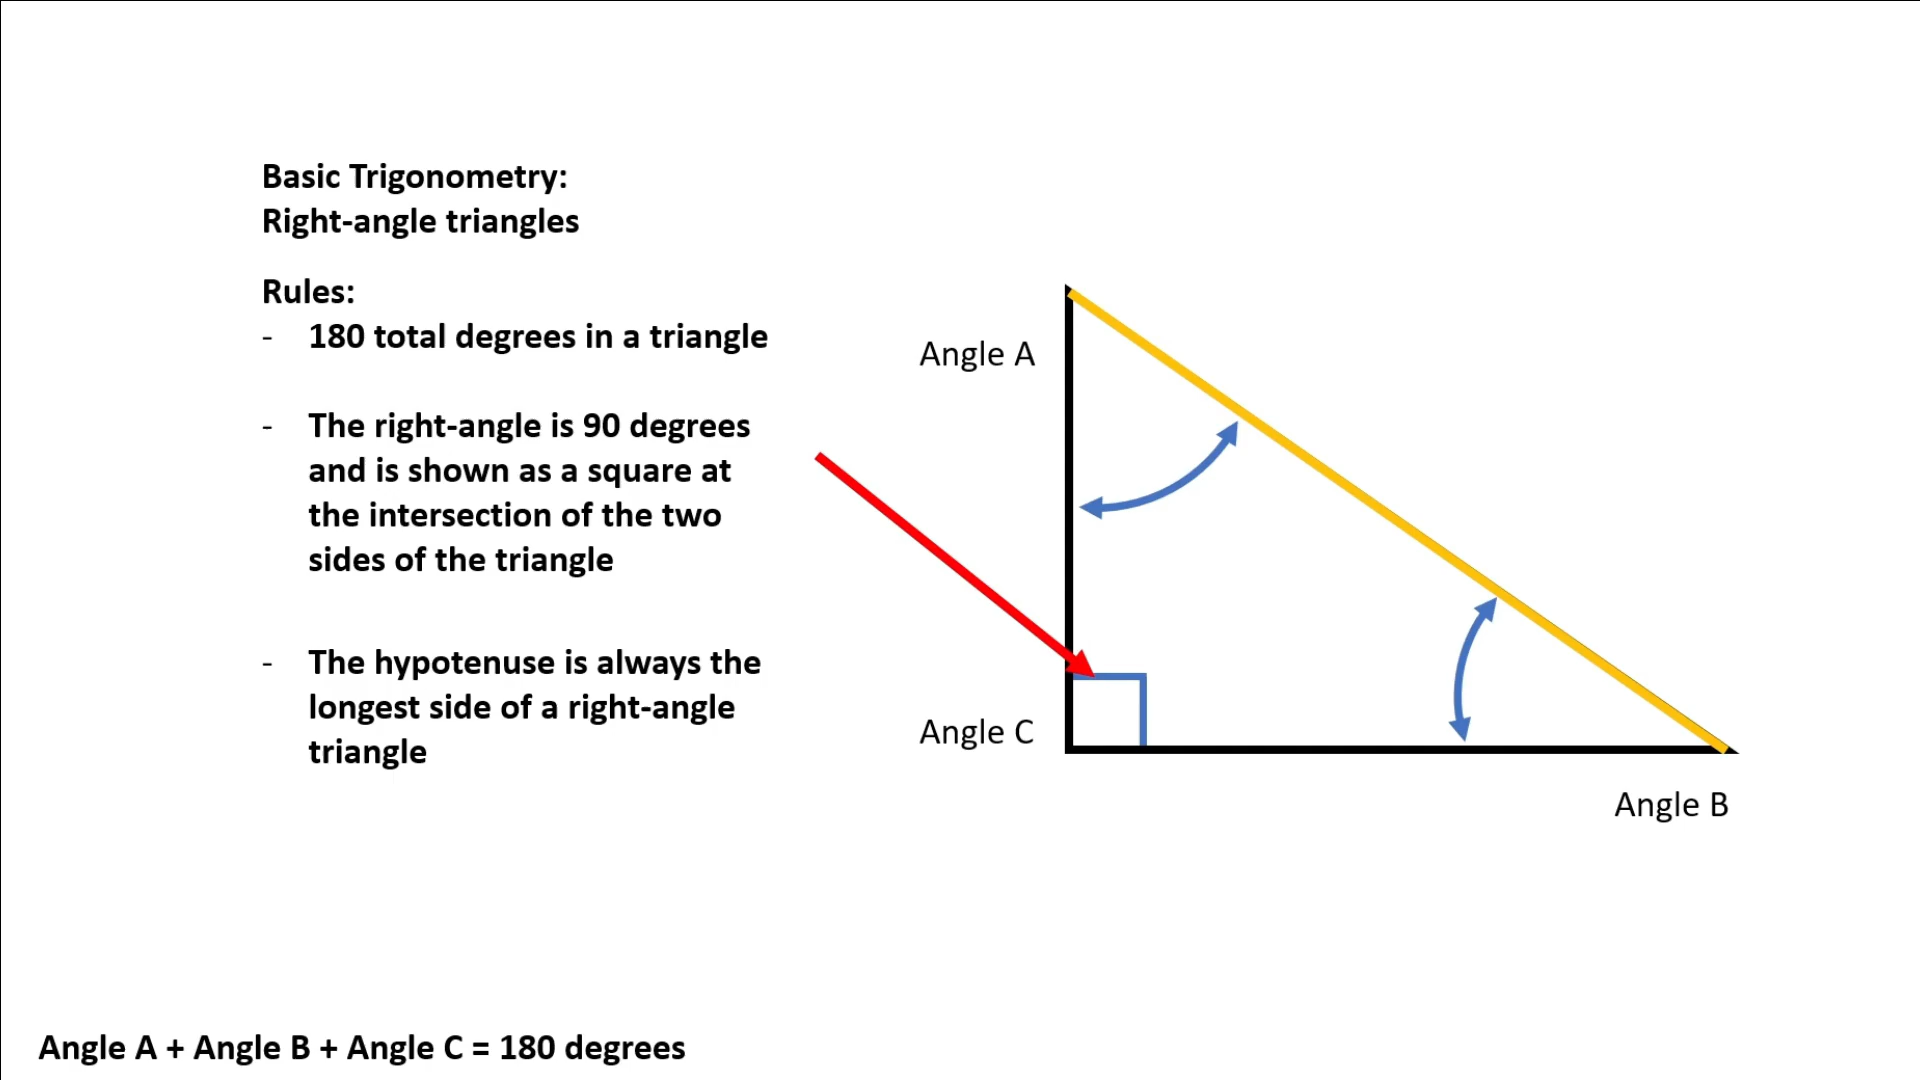 Basic Trigonometry:
Right-angle triangles
Rules:
- 180 total degrees in a triangle
- The right-angle is 90 degrees
and is shown as a square at
the intersection of the two
sides of the triangle
- The hypotenuse is always the
longest side of a right-angle
triangle
Angle A
Angle C
Angle B
Angle A + Angle B + Angle C = 180 degrees